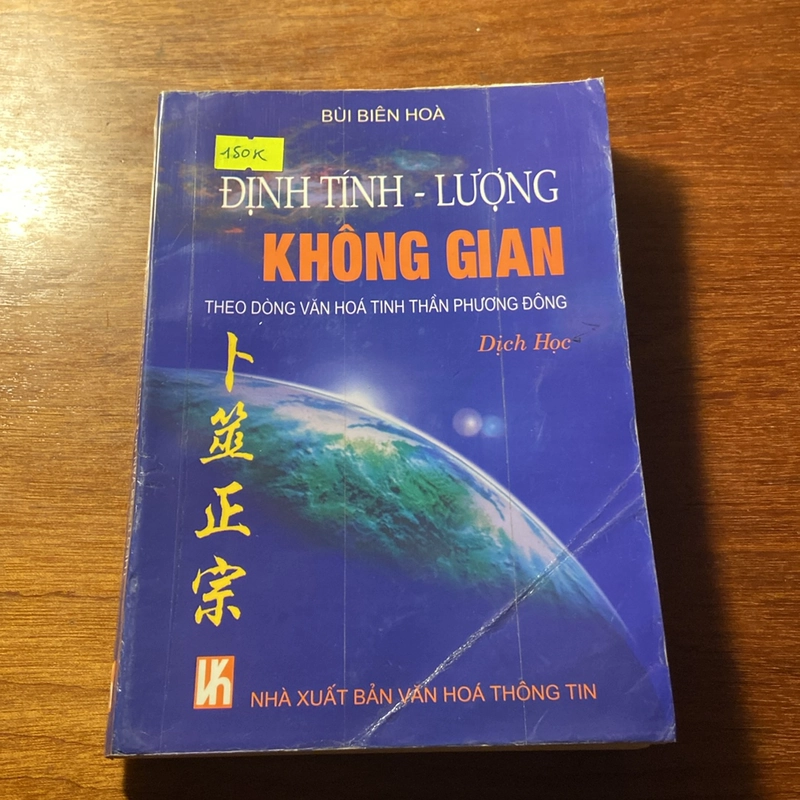 BÙI BIÊN HOÀ
150K
ĐỊNH TÍNH - LƯỢNG
KHÔNG GIAN
THEO DÒNG VĂN HOÁ TINH THẦN PHƯƠNG ĐÔNG
Dịch Học
卜筮正宗
NHÀ XUẤT BẢN VĂN HOÁ THÔNG TIN